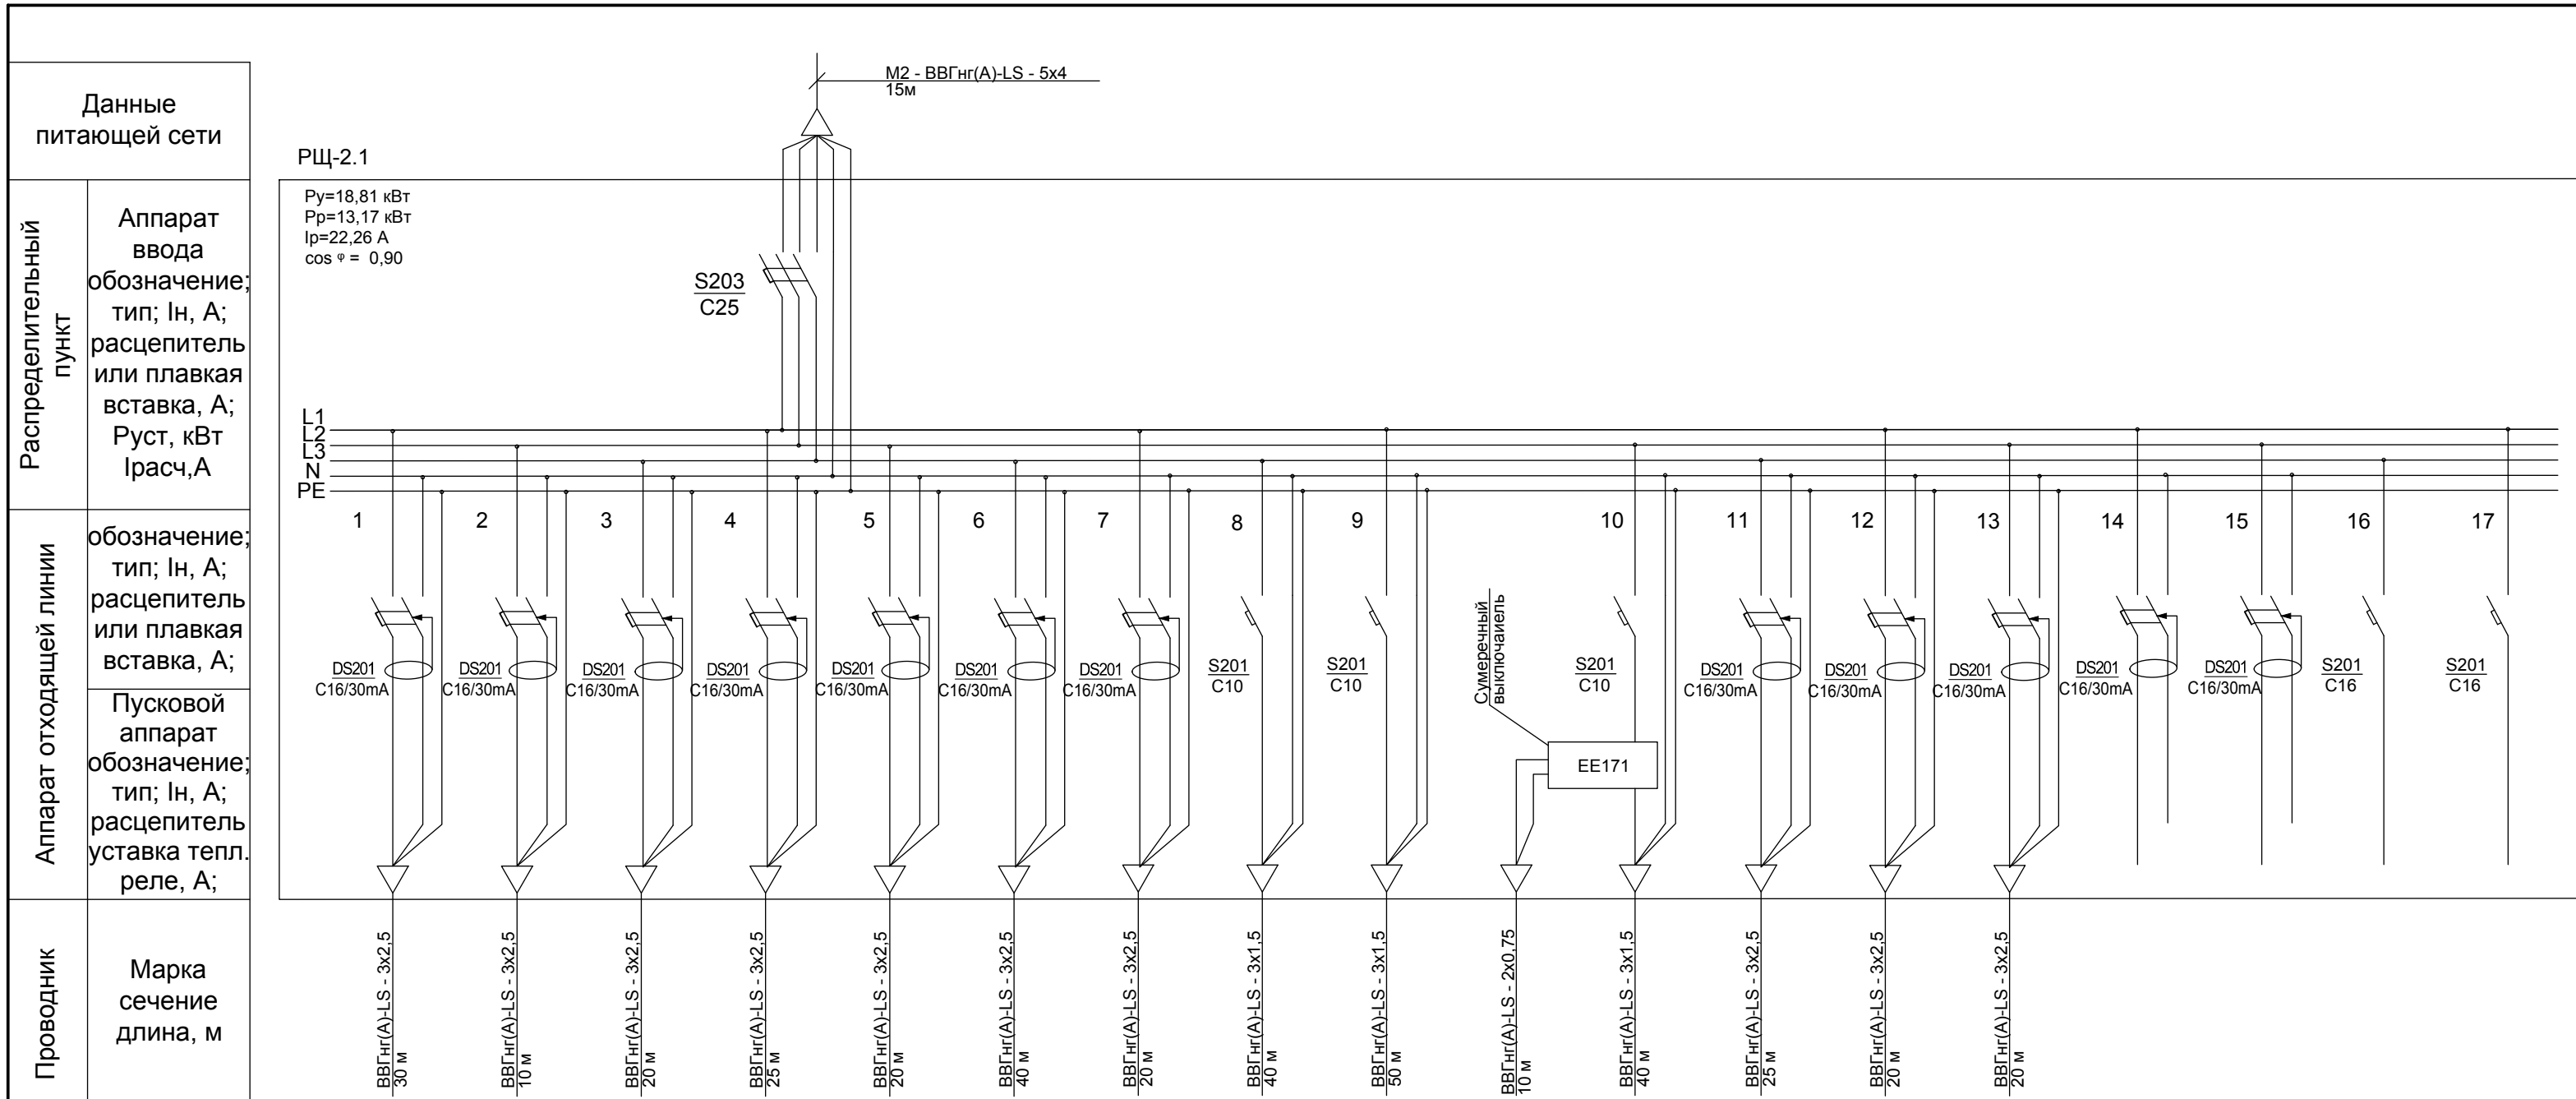 М2 - ВВГнг(А)-LS - 5х4
15м
Данные
питающей сети
РЩ-2.1
Распределительный
пункт
Аппарат
ввода
обозначение;
тип; Iн, А;
расцепитель
или плавкая
вставка, А;
Руст, кВт
Iрасч,А
Ру=18,81 кВт
Рр=13,17 кВт
Iр=22,26 А
cos φ = 0,90
S203
C25
L1
L2
L3
N
PE
1 2 3 4 5 6 7 8 9 10 11 12 13 14 15 16 17
Аппарат отходящей линии
обозначение;
тип; Iн, А;
расцепитель
или плавкая
вставка, А;
Сумеречный
выключаиель
DS201
C16/30mA
DS201
C16/30mA
DS201
C16/30mA
DS201
C16/30mA
DS201
C16/30mA
DS201
C16/30mA
DS201
C16/30mA
S201
C10
S201
C10
S201
C10
DS201
C16/30mA
DS201
C16/30mA
DS201
C16/30mA
DS201
C16/30mA
DS201
C16/30mA
S201
C16
S201
C16
Пусковой
аппарат
обозначение;
тип; Iн, А;
расцепитель
уставка тепл.
реле, А;
EE171
Проводник
Марка
сечение
длина, м
ВВГнг(А)-LS - 3х2,5
30 м
ВВГнг(А)-LS - 3х2,5
10 м
ВВГнг(А)-LS - 3х2,5
20 м
ВВГнг(А)-LS - 3х2,5
25 м
ВВГнг(А)-LS - 3х2,5
20 м
ВВГнг(А)-LS - 3х2,5
40 м
ВВГнг(А)-LS - 3х2,5
20 м
ВВГнг(А)-LS - 3х1,5
40 м
ВВГнг(А)-LS - 3х1,5
50 м
ВВГнг(А)-LS - 2х0,75
10 м
ВВГнг(А)-LS - 3х1,5
40 м
ВВГнг(А)-LS - 3х2,5
25 м
ВВГнг(А)-LS - 3х2,5
20 м
ВВГнг(А)-LS - 3х2,5
20 м